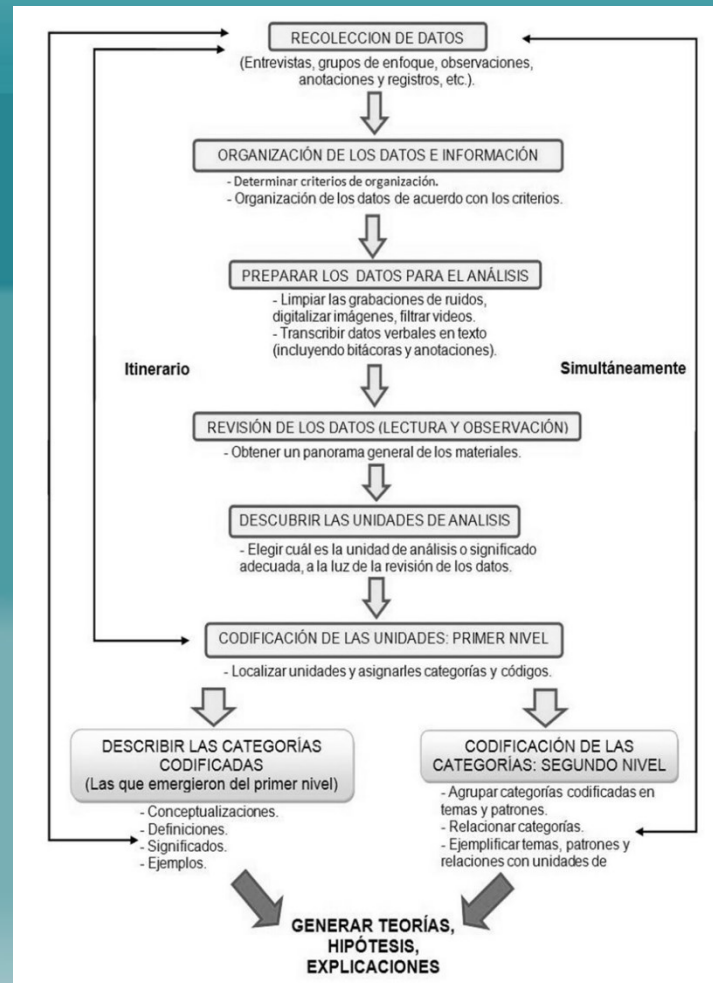 RECOLECCION DE DATOS
(Entrevistas, grupos de enfoque, observaciones,
anotaciones y registros, etc.).
ORGANIZACIÓN DE LOS DATOS E INFORMACIÓN
- Determinar criterios de organización.
- Organización de los datos de acuerdo con los criterios.
PREPARAR LOS DATOS PARA EL ANÁLISIS
- Limpiar las grabaciones de ruidos,
digitalizar imágenes, filtrar videos.
- Transcribir datos verbales en texto
(incluyendo bitácoras y anotaciones).
Itinerario
Simultáneamente
REVISIÓN DE LOS DATOS (LECTURA Y OBSERVACIÓN)
- Obtener un panorama general de los materiales.
DESCUBRIR LAS UNIDADES DE ANALISIS
- Elegir cuál es la unidad de análisis o significado
adecuada, a la luz de la revisión de los datos.
CODIFICACIÓN DE LAS UNIDADES: PRIMER NIVEL
- Localizar unidades y asignarles categorías y códigos.
DESCRIBIR LAS CATEGORÍAS
CODIFICADAS
(Las que emergieron del primer nivel)
- Conceptualizaciones.
- Definiciones.
- Significados.
- Ejemplos.
CODIFICACIÓN DE LAS
CATEGORÍAS: SEGUNDO NIVEL
- Agrupar categorías codificadas en
temas y patrones.
- Relacionar categorías.
- Ejemplificar temas, patrones y
relaciones con unidades de
GENERAR TEORÍAS,
HIPÓTESIS,
EXPLICACIONES